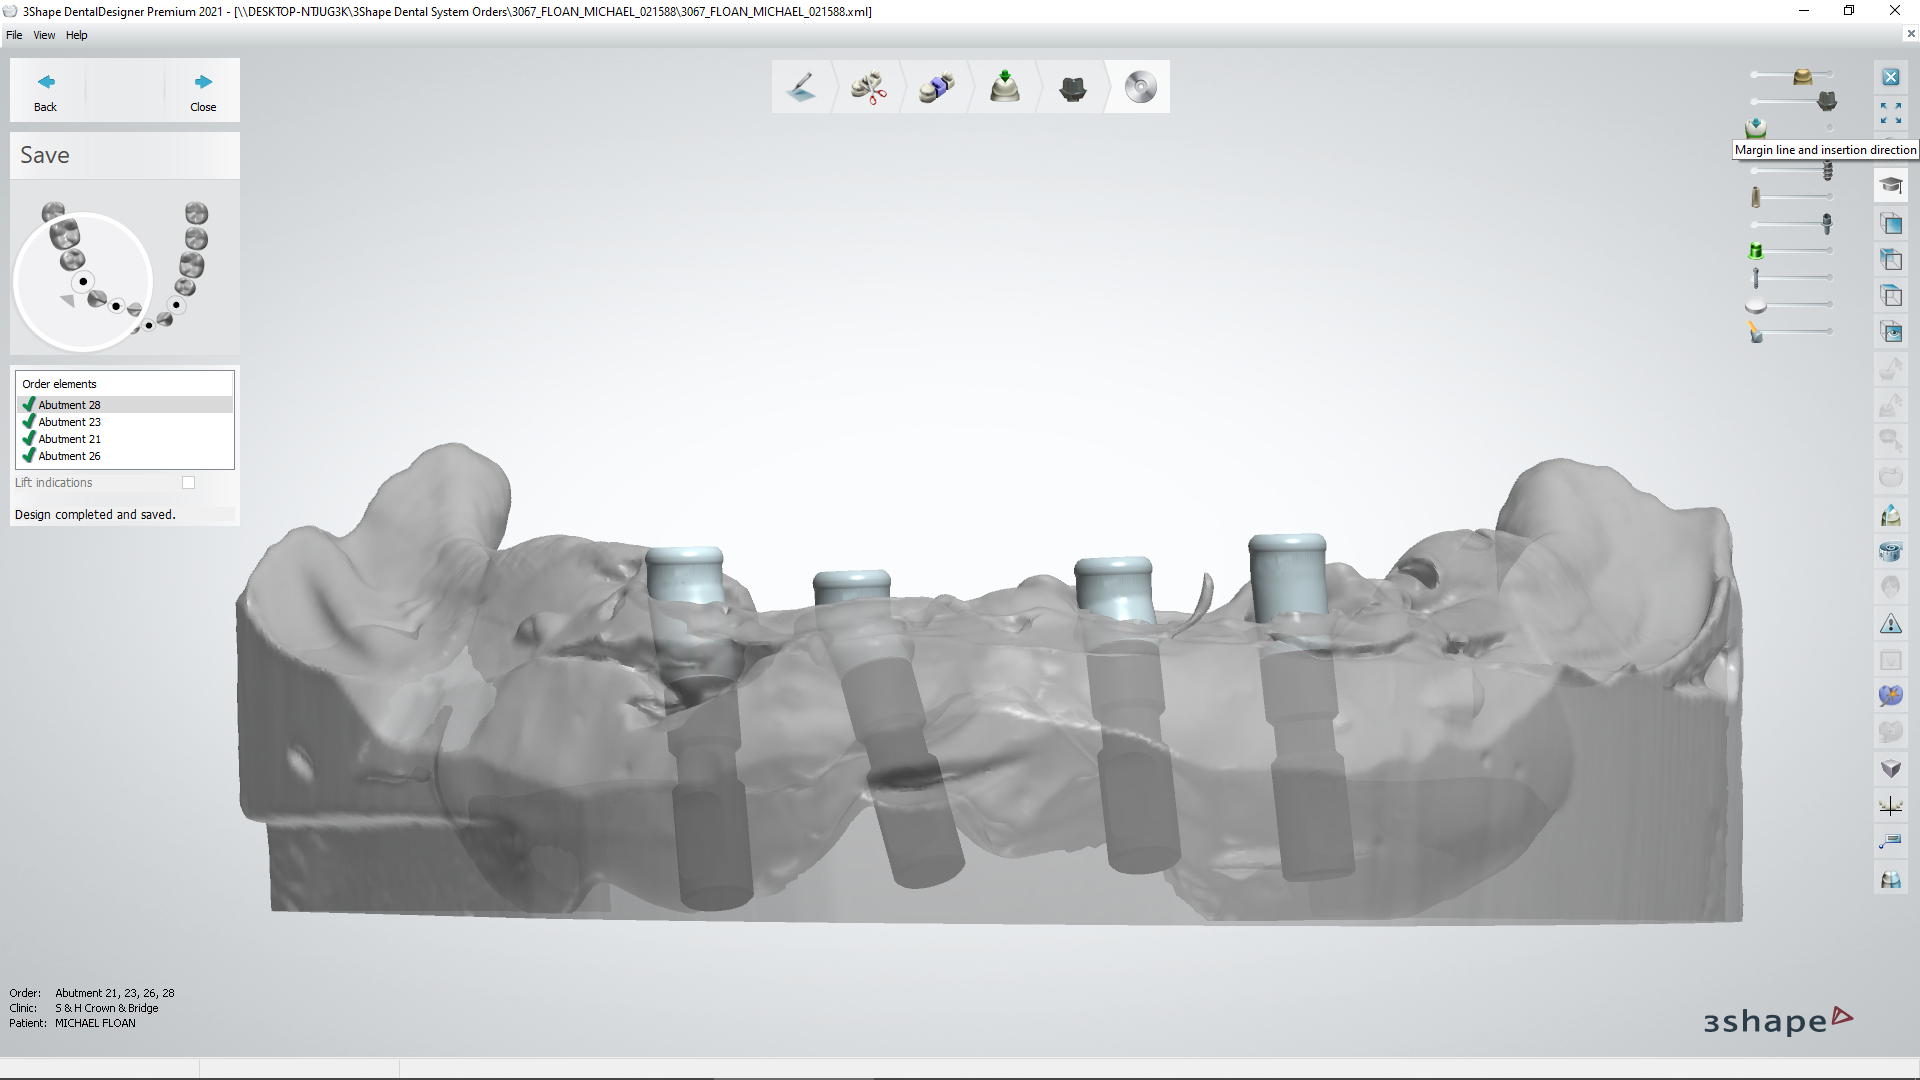 3Shape DentalDesigner Premium 2021 - [\\DESKTOP-NTJUG3K\3Shape Dental System Orders\3067_FLOAN_MICHAEL_021588\3067_FLOAN_MICHAEL_021588.xml]
File View Help
Back Close
Save
Margin line and insertion direction
Order elements
Abutment 28
Abutment 23
Abutment 21
Abutment 26
Lift indications
Design completed and saved.
Order: Abutment 21, 23, 26, 28
Clinic: S & H Crown & Bridge
Patient: MICHAEL FLOAN
3shape